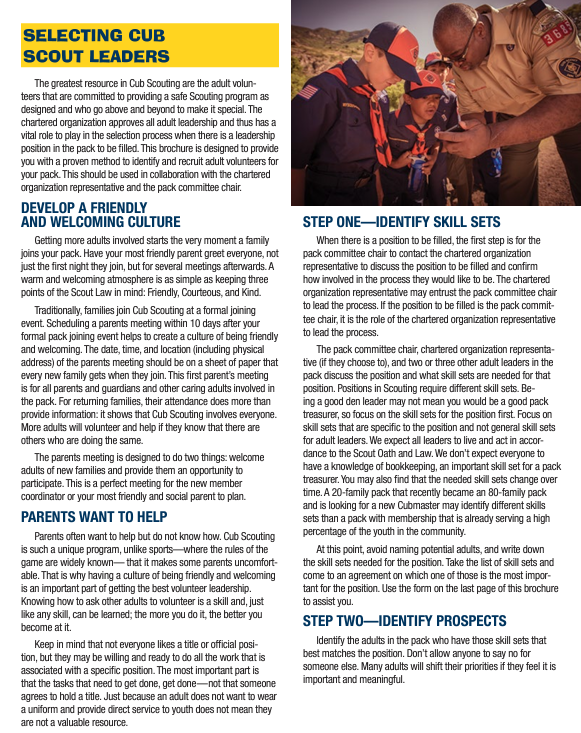 SELECTING CUB
SCOUT LEADERS
The greatest resource in Cub Scouting are the adult volun-
teers that are committed to providing a safe Scouting program as
designed and who go above and beyond to make it special. The
chartered organization approves all adult leadership and thus has a
vital role to play in the selection process when there is a leadership
position in the pack to be filled. This brochure is designed to provide
you with a proven method to identify and recruit adult volunteers for
your pack. This should be used in collaboration with the chartered
organization representative and the pack committee chair.
DEVELOP A FRIENDLY
AND WELCOMING CULTURE
Getting more adults involved starts the very moment a family
joins your pack. Have your most friendly parent greet everyone, not
just the first night they join, but for several meetings afterwards. A
warm and welcoming atmosphere is as simple as keeping three
points of the Scout Law in mind: Friendly, Courteous, and Kind.
Traditionally, families join Cub Scouting at a formal joining
event. Scheduling a parents meeting within 10 days after your
formal pack joining event helps to create a culture of being friendly
and welcoming. The date, time, and location (including physical
address) of the parents meeting should be on a sheet of paper that
every new family gets when they join. This first parent's meeting
is for all parents and guardians and other caring adults involved in
the pack. For returning families, their attendance does more than
provide information: it shows that Cub Scouting involves everyone.
More adults will volunteer and help if they know that there are
others who are doing the same.
The parents meeting is designed to do two things: welcome
adults of new families and provide them an opportunity to
participate. This is a perfect meeting for the new member
coordinator or your most friendly and social parent to plan.
PARENTS WANT TO HELP
Parents often want to help but do not know how. Cub Scouting
is such a unique program, unlike sports—where the rules of the
game are widely known— that it makes some parents uncomfort-
able. That is why having a culture of being friendly and welcoming
is an important part of getting the best volunteer leadership.
Knowing how to ask other adults to volunteer is a skill and, just
like any skill, can be learned; the more you do it, the better you
become at it.
Keep in mind that not everyone likes a title or official posi-
tion, but they may be willing and ready to do all the work that is
associated with a specific position. The most important part is
that the tasks that need to get done, get done—not that someone
agrees to hold a title. Just because an adult does not want to wear
a uniform and provide direct service to youth does not mean they
are not a valuable resource.
3685
STEP ONE—IDENTIFY SKILL SETS
When there is a position to be filled, the first step is for the
pack committee chair to contact the chartered organization
representative to discuss the position to be filled and confirm
how involved in the process they would like to be. The chartered
organization representative may entrust the pack committee chair
to lead the process. If the position to be filled is the pack commit-
tee chair, it is the role of the chartered organization representative
to lead the process.
The pack committee chair, chartered organization representa-
tive (if they choose to), and two or three other adult leaders in the
pack discuss the position and what skill sets are needed for that
position. Positions in Scouting require different skill sets. Be-
ing a good den leader may not mean you would be a good pack
treasurer, so focus on the skill sets for the position first. Focus on
skill sets that are specific to the position and not general skill sets
for adult leaders. We expect all leaders to live and act in accor-
dance to the Scout Oath and Law. We don't expect everyone to
have a knowledge of bookkeeping, an important skill set for a pack
treasurer. You may also find that the needed skill sets change over
time. A 20-family pack that recently became an 80-family pack
and is looking for a new Cubmaster may identify different skills
sets than a pack with membership that is already serving a high
percentage of the youth in the community.
At this point, avoid naming potential adults, and write down
the skill sets needed for the position. Take the list of skill sets and
come to an agreement on which one of those is the most impor-
tant for the position. Use the form on the last page of this brochure
to assist you.
STEP TWO—IDENTIFY PROSPECTS
Identify the adults in the pack who have those skill sets that
best matches the position. Don't allow anyone to say no for
someone else. Many adults will shift their priorities if they feel it is
important and meaningful.